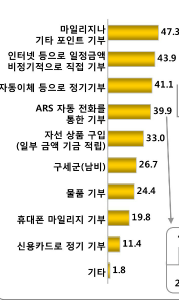 마일리지나
기타 포인트 기부
47.3
인터넷 등으로 일정금액
비정기적으로 직접 기부
43.9
자동이체 등으로 정기기부
41.1
ARS 자동 전화를
통한 기부
39.9
자선 상품 구입
(일부 금액 기금 적립)
33.0
구세군(남비)
26.7
물품 기부
24.4
휴대폰 마일리지 기부
19.8
신용카드로 정기 기부
11.4
기타
1.8
2